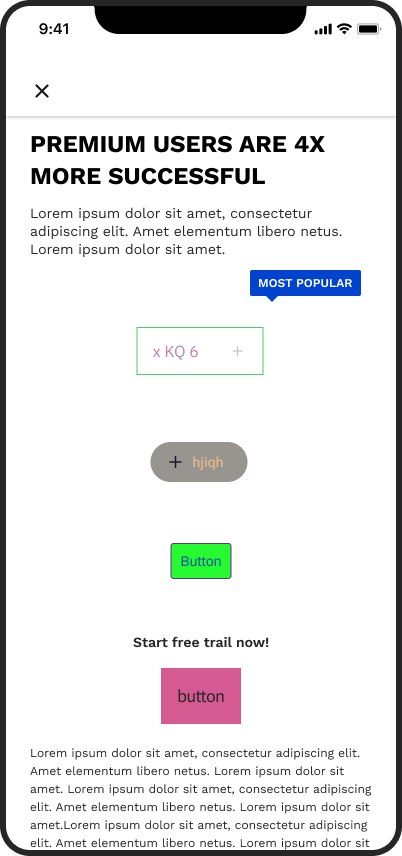 9:41
PREMIUM USERS ARE 4X
MORE SUCCESSFUL
Lorem ipsum dolor sit amet, consectetur
adipiscing elit. Amet elementum libero netus.
Lorem ipsum dolor sit amet.
MOST POPULAR
x KQ 6
hjiqh
Button
Start free trail now!
button
Lorem ipsum dolor sit amet, consectetur adipiscing elit.
Amet elementum libero netus. Lorem ipsum dolor sit
amet. Lorem ipsum dolor sit amet, consectetur adipiscing
elit. Amet elementum libero netus. Lorem ipsum dolor sit
amet.Lorem ipsum dolor sit amet, consectetur adipiscing
elit. Amet elementum libero netus. Lorem ipsum dolor sit